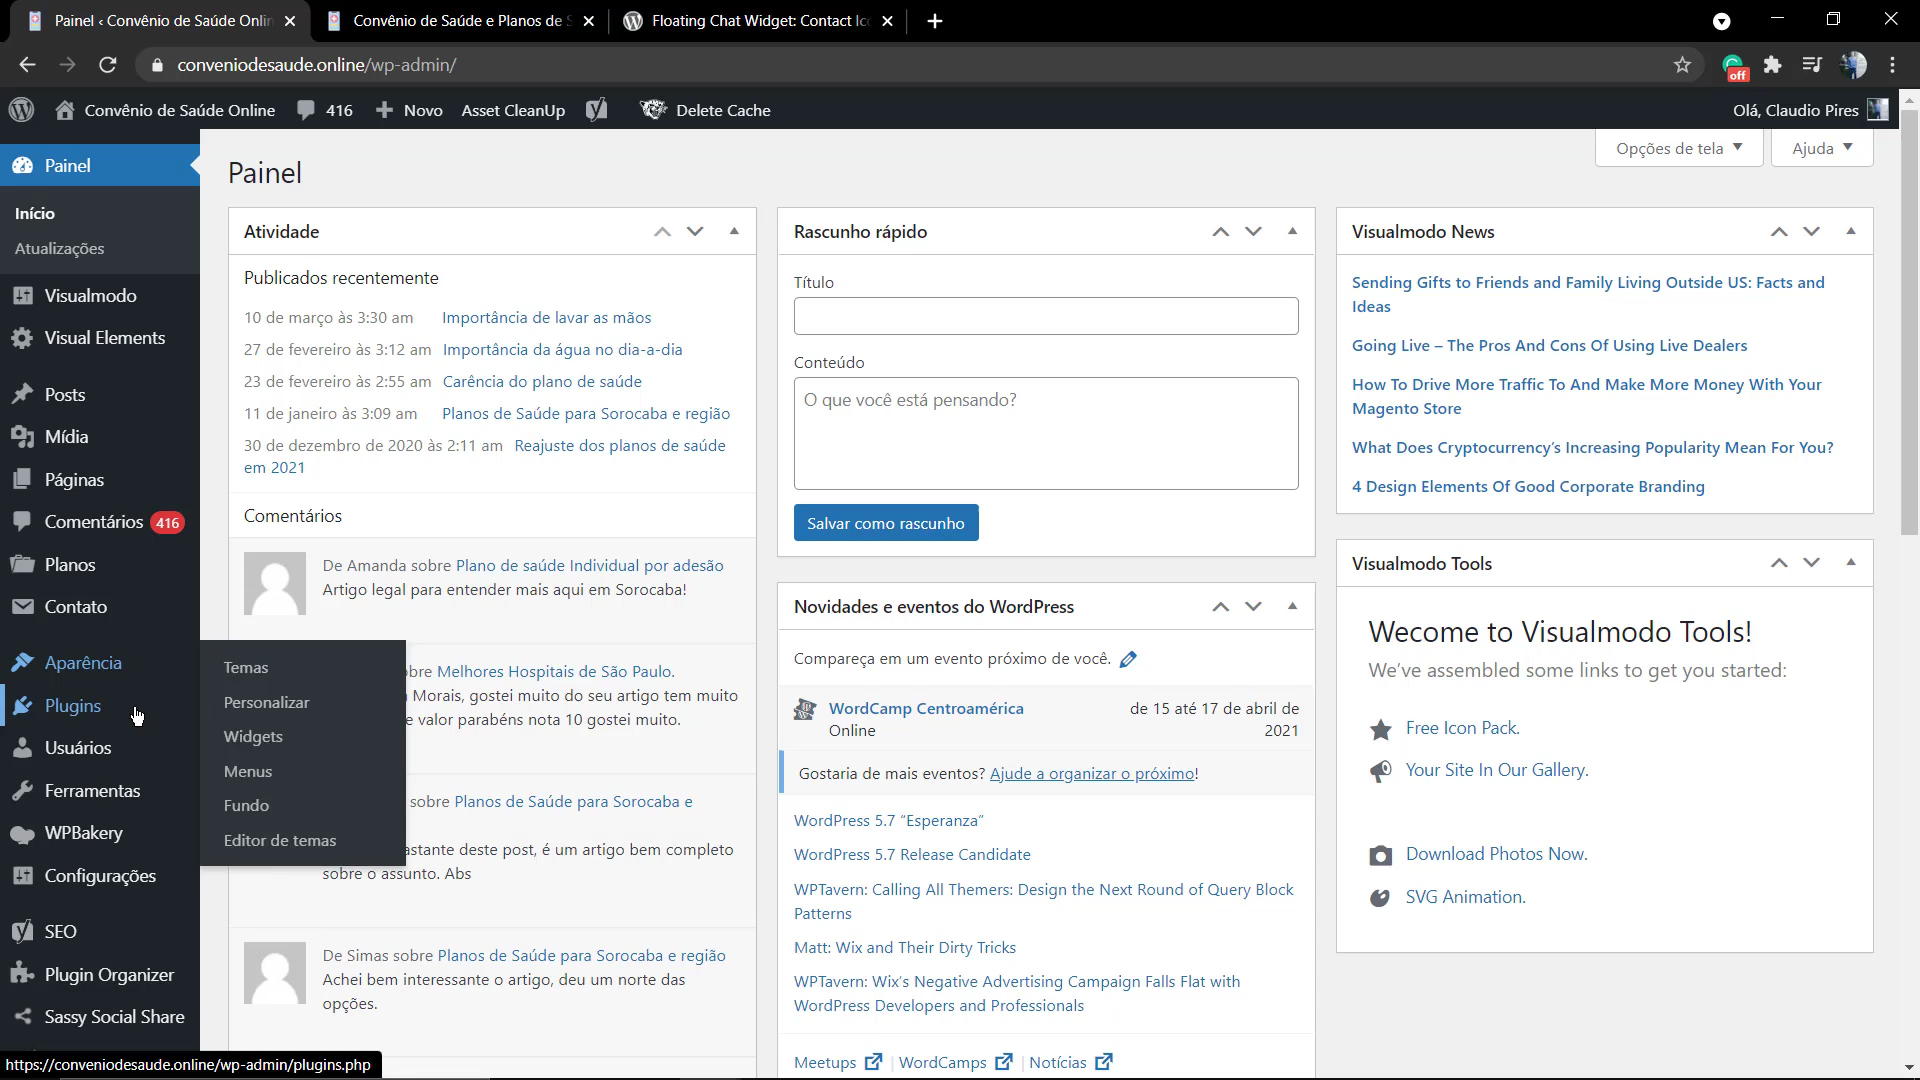 Painel ‹ Convênio de Saúde Onlin
Convênio de Saúde e Planos de S
Floating Chat Widget: Contact Ic
conveniodesaude.online/wp-admin/
off
Convênio de Saúde Online
416
Novo
Asset CleanUp
Delete Cache
Olá, Claudio Pires
Painel
Início
Atualizações
Visualmodo
Visual Elements
Posts
Mídia
Páginas
Comentários 416
Planos
Contato
Aparência
Plugins
Usuários
Ferramentas
WPBakery
Configurações
SEO
Plugin Organizer
Sassy Social Share
Temas
Personalizar
Widgets
Menus
Fundo
Editor de temas
https://conveniodesaude.online/wp-admin/plugins.php
Painel
Opções de tela
Ajuda
Atividade
Publicados recentemente
10 de março às 3:30 am Importância de lavar as mãos
27 de fevereiro às 3:12 am Importância da água no dia-a-dia
23 de fevereiro às 2:55 am Carência do plano de saúde
11 de janeiro às 3:09 am Planos de Saúde para Sorocaba e região
30 de dezembro de 2020 às 2:11 am Reajuste dos planos de saúde
em 2021
Comentários
De Amanda sobre Plano de saúde Individual por adesão
Artigo legal para entender mais aqui em Sorocaba!
obre Melhores Hospitais de São Paulo.
Morais, gostei muito do seu artigo tem muito
e valor parabéns nota 10 gostei muito.
sobre Planos de Saúde para Sorocaba e
astante deste post, é um artigo bem completo
sobre o assunto. Abs
De Simas sobre Planos de Saúde para Sorocaba e região
Achei bem interessante o artigo, deu um norte das
opções.
Rascunho rápido
Título
Conteúdo
O que você está pensando?
Salvar como rascunho
Novidades e eventos do WordPress
Compareça em um evento próximo de você.
WordCamp Centroamérica
Online
de 15 até 17 de abril de
2021
Gostaria de mais eventos? Ajude a organizar o próximo!
WordPress 5.7 “Esperanza”
WordPress 5.7 Release Candidate
WPTavern: Calling All Themers: Design the Next Round of Query Block
Patterns
Matt: Wix and Their Dirty Tricks
WPTavern: Wix’s Negative Advertising Campaign Falls Flat with
WordPress Developers and Professionals
Meetups | WordCamps | Notícias
Visualmodo News
Sending Gifts to Friends and Family Living Outside US: Facts and
Ideas
Going Live – The Pros And Cons Of Using Live Dealers
How To Drive More Traffic To And Make More Money With Your
Magento Store
What Does Cryptocurrency’s Increasing Popularity Mean For You?
4 Design Elements Of Good Corporate Branding
Visualmodo Tools
Wecome to Visualmodo Tools!
We’ve assembled some links to get you started:
Free Icon Pack.
Your Site In Our Gallery.
Download Photos Now.
SVG Animation.